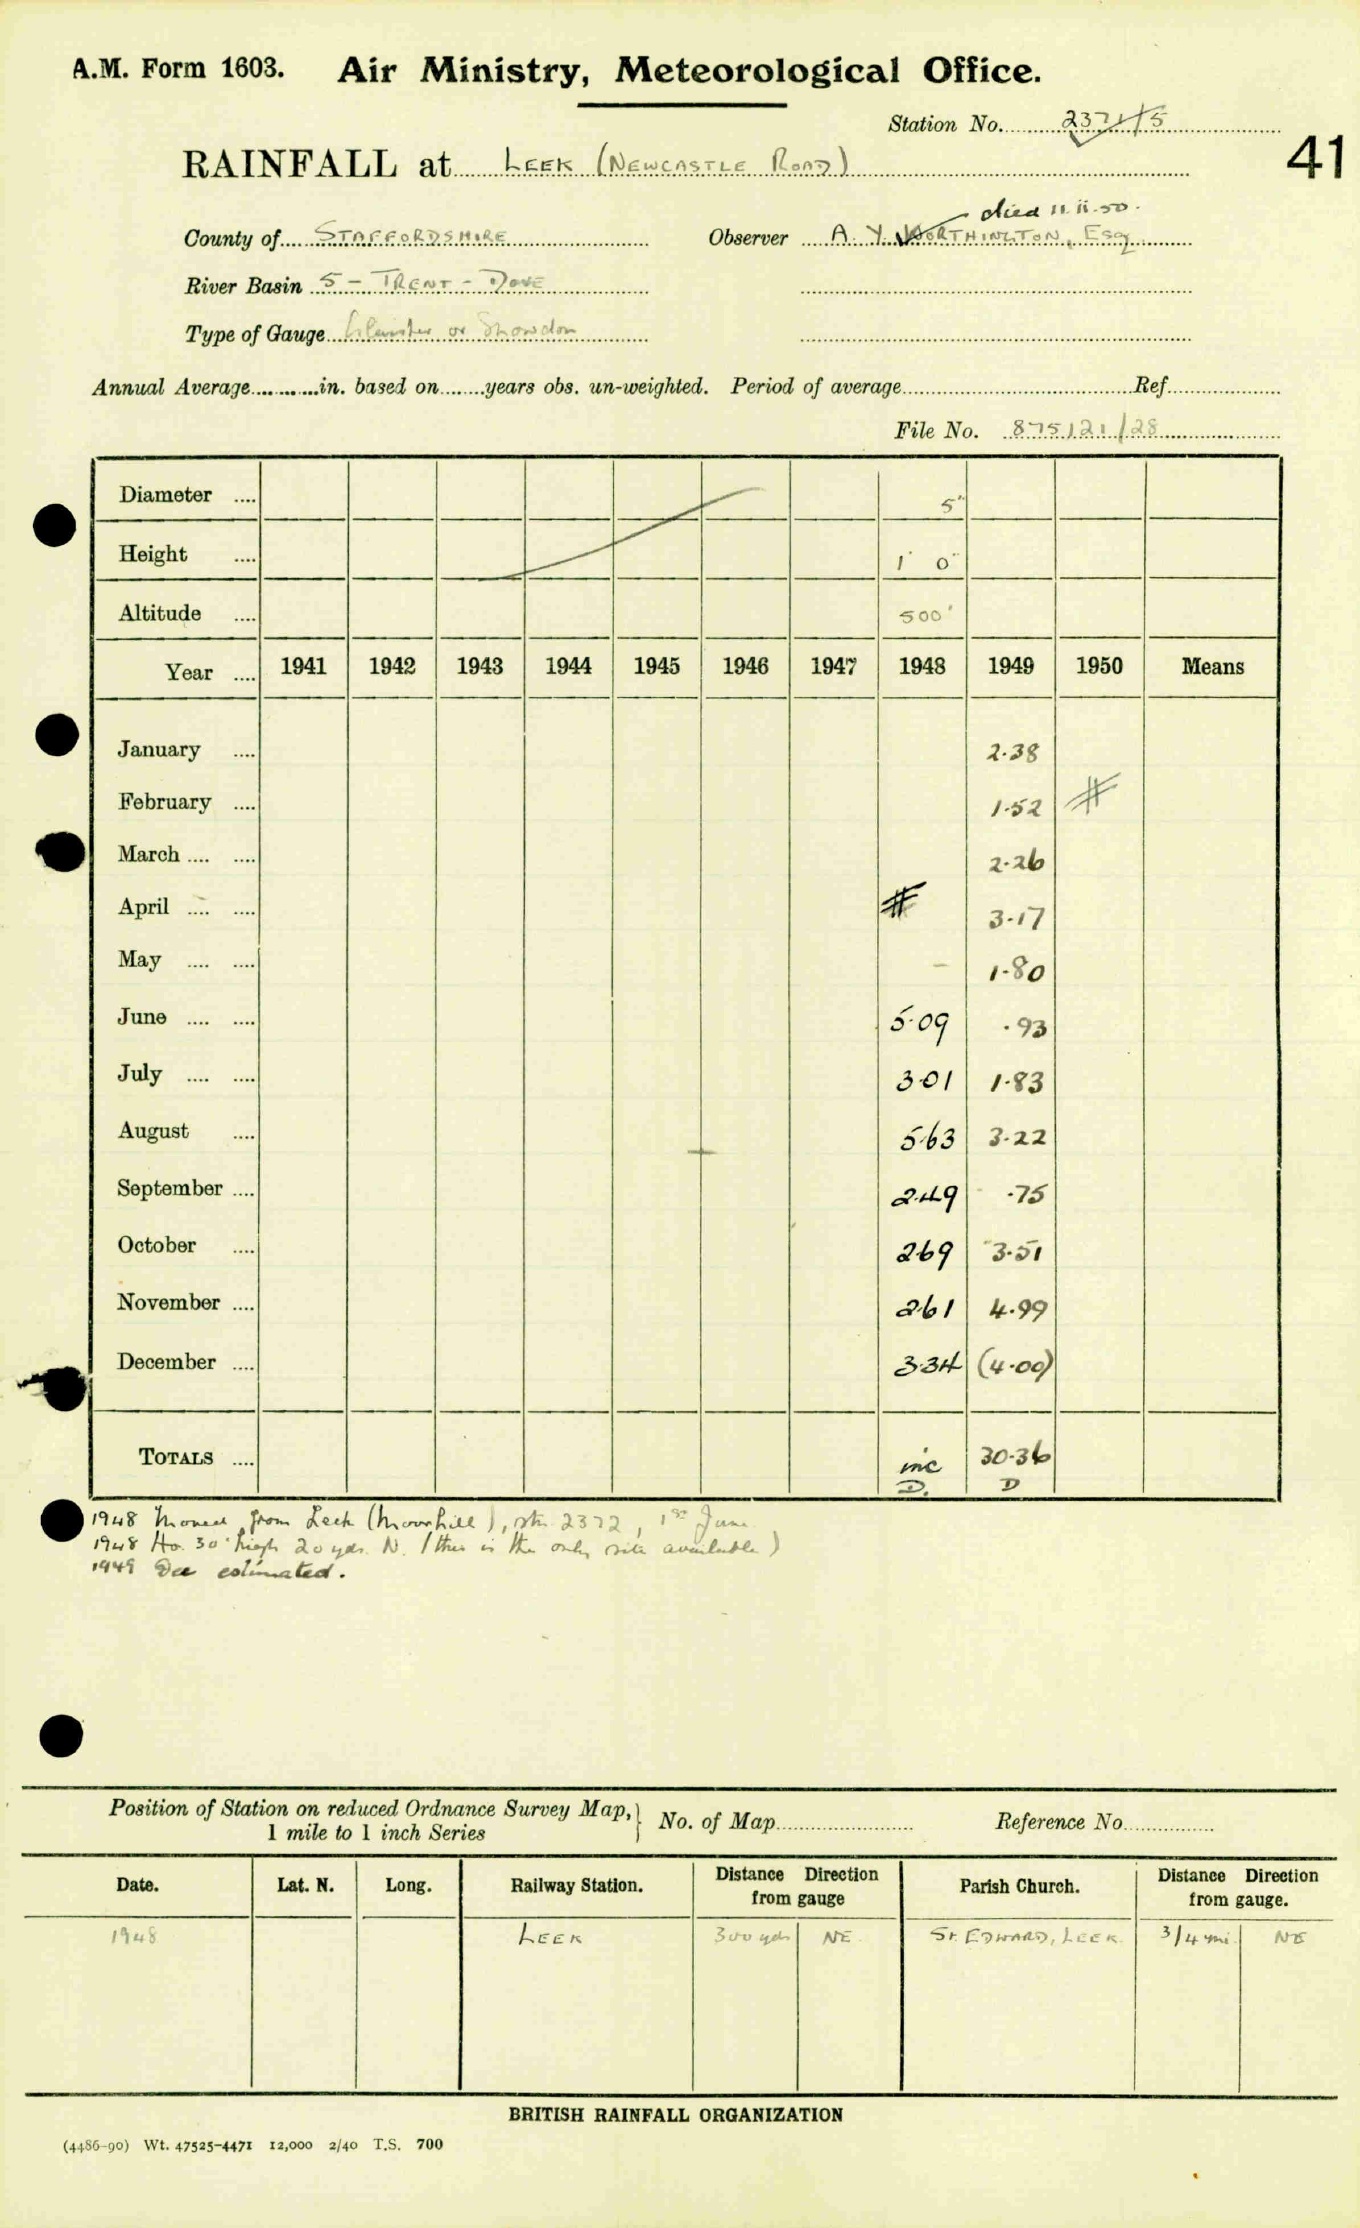 A.M. Form 1603. Air Ministry, Meteorological Office.
Station No. 2371/5
41
RAINFALL at LEEK (NEWCASTLE ROAD)
died 11.ii.50.
County of STAFFORDSHIRE Observer A. Y. WORTHINGTON, Esq.
River Basin 5 - TRENT - DOVE
Type of Gauge or Snowdon
Annual Average in. based on years obs. un-weighted. Period of average Ref.
File No. 875121/28
Diameter 5"
Height 1' 0"
Altitude 500'
Year 1941 1942 1943 1944 1945 1946 1947 1948 1949 1950 Means
January 2.38
February 1.52 #
March 2.26
April # 3.17
May - 1.80
June 5.09 .93
July 3.01 1.83
August 5.63 3.22
September 2.49 .75
October 2.69 3.51
November 2.61 4.99
December 3.34 (4.00)
TOTALS inc 30.36
D. D
1948 Moved from Leek (Moorhill), stn 2372, 1st June
1948 Ho. 30' high 20 yds. N. (this is the only site available)
1949 Dec estimated.
Position of Station on reduced Ordnance Survey Map, 1 mile to 1 inch Series } No. of Map Reference No.
Date. Lat. N. Long. Railway Station. Distance Direction from gauge Parish Church. Distance Direction from gauge.
1948 LEEK 300 yds NE. St. EDWARD, LEEK. 3/4 mi. NE
BRITISH RAINFALL ORGANIZATION
(4486-90) Wt. 47525-4471 12,000 2/40 T.S. 700